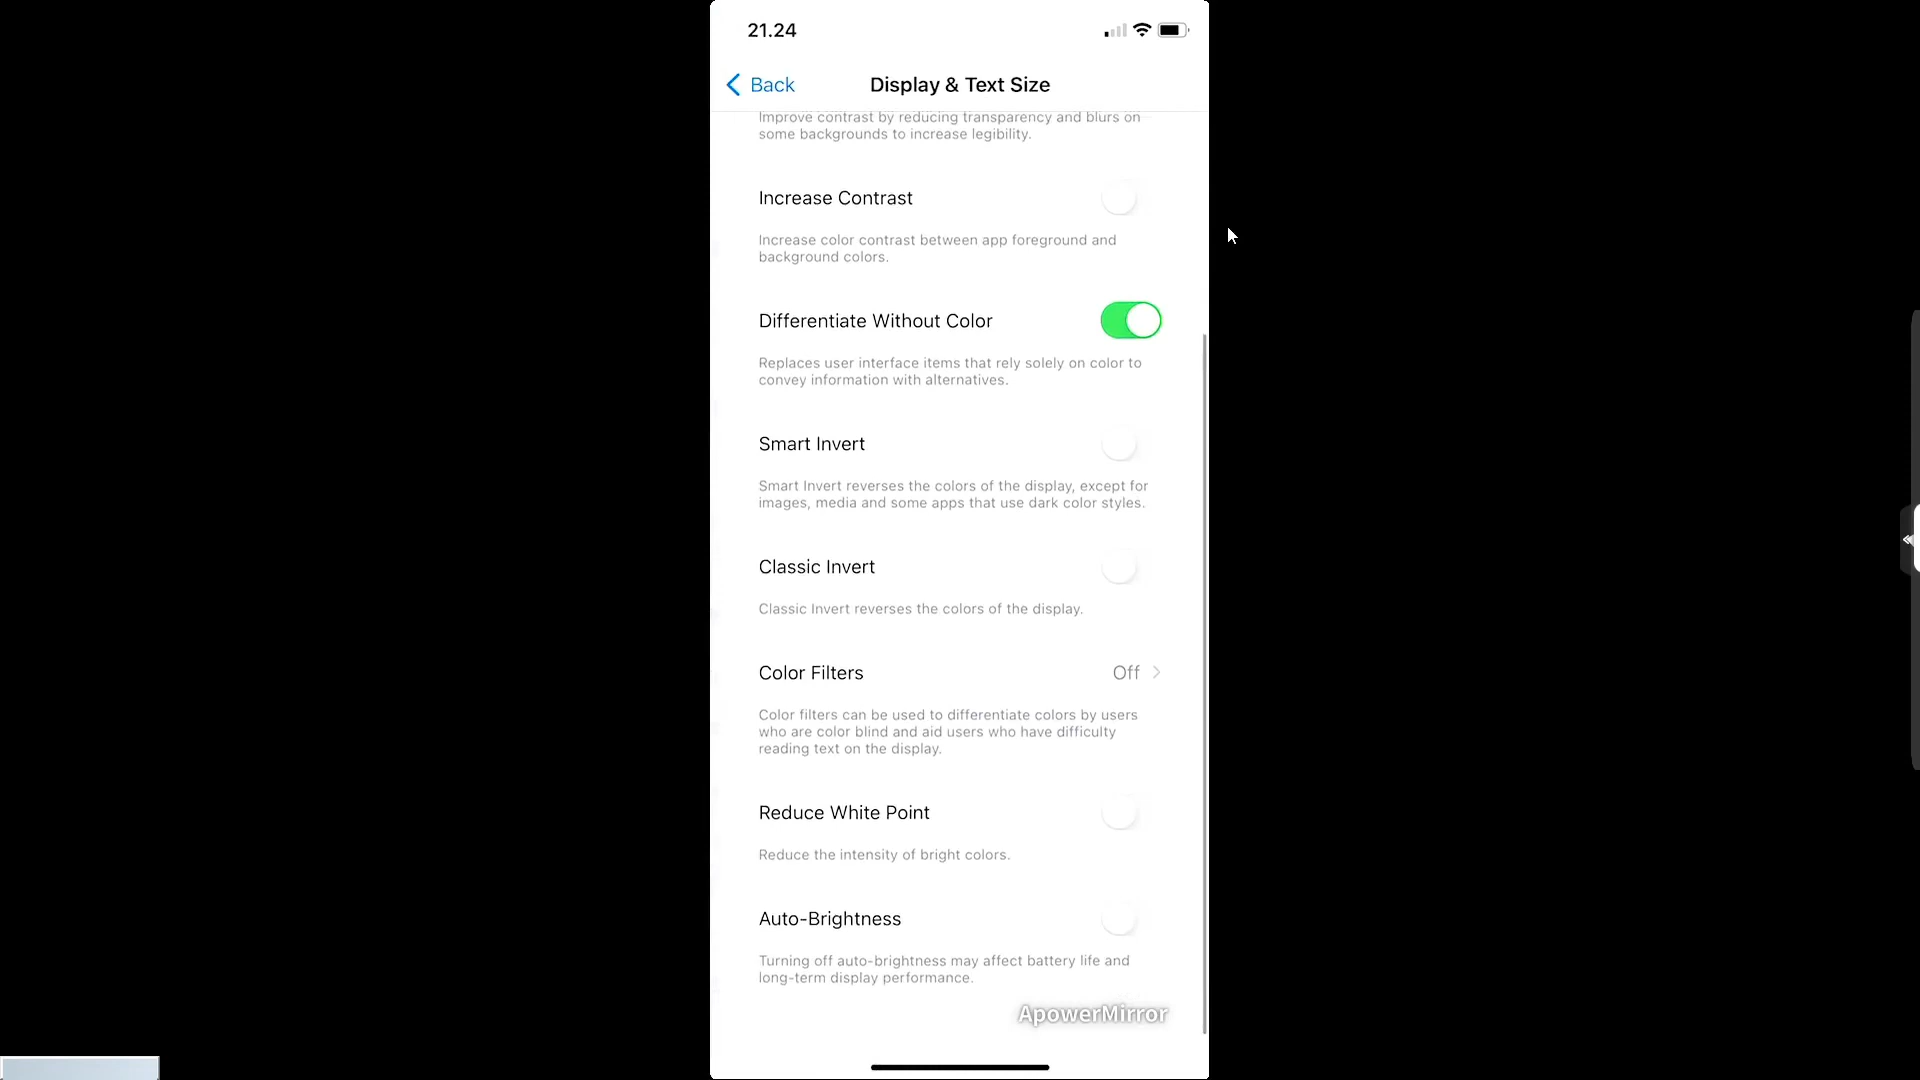 21.24
Back
Display & Text Size
Improve contrast by reducing transparency and blurs on
some backgrounds to increase legibility.
Increase Contrast
Increase color contrast between app foreground and
background colors.
Differentiate Without Color
Replaces user interface items that rely solely on color to
convey information with alternatives.
Smart Invert
Smart Invert reverses the colors of the display, except for
images, media and some apps that use dark color styles.
Classic Invert
Classic Invert reverses the colors of the display.
Color Filters
Off
Color filters can be used to differentiate colors by users
who are color blind and aid users who have difficulty
reading text on the display.
Reduce White Point
Reduce the intensity of bright colors.
Auto-Brightness
Turning off auto-brightness may affect battery life and
long-term display performance.
ApowerMirror